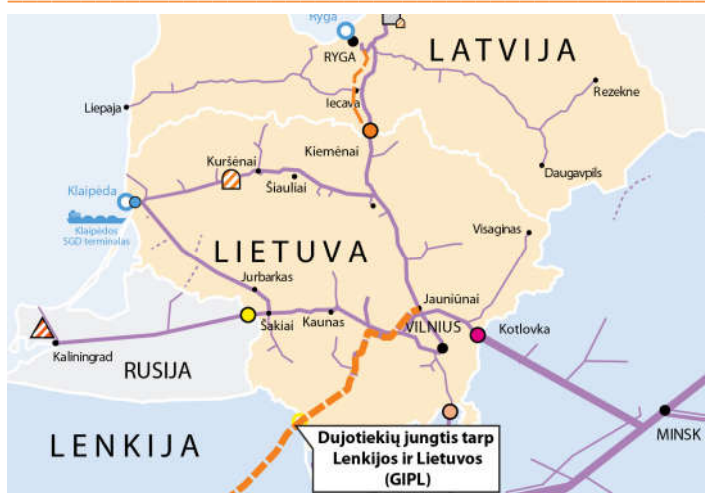 Ryga
RYGA
LATVIJA
Iecava
Rezekne
Liepaja
Kiemėnai
Kuršėnai
Daugavpils
Šiauliai
Klaipėda
Klaipėdos
SGD terminalas
Visaginas
LIETUVA
Jurbarkas
Jauniūnai
Šakiai
Kaunas
VILNIUS
Kotlovka
Kaliningrad
RUSIJA
MINSK
LENKIJA
Dujotiekių jungtis tarp
Lenkijos ir Lietuvos
(GIPL)